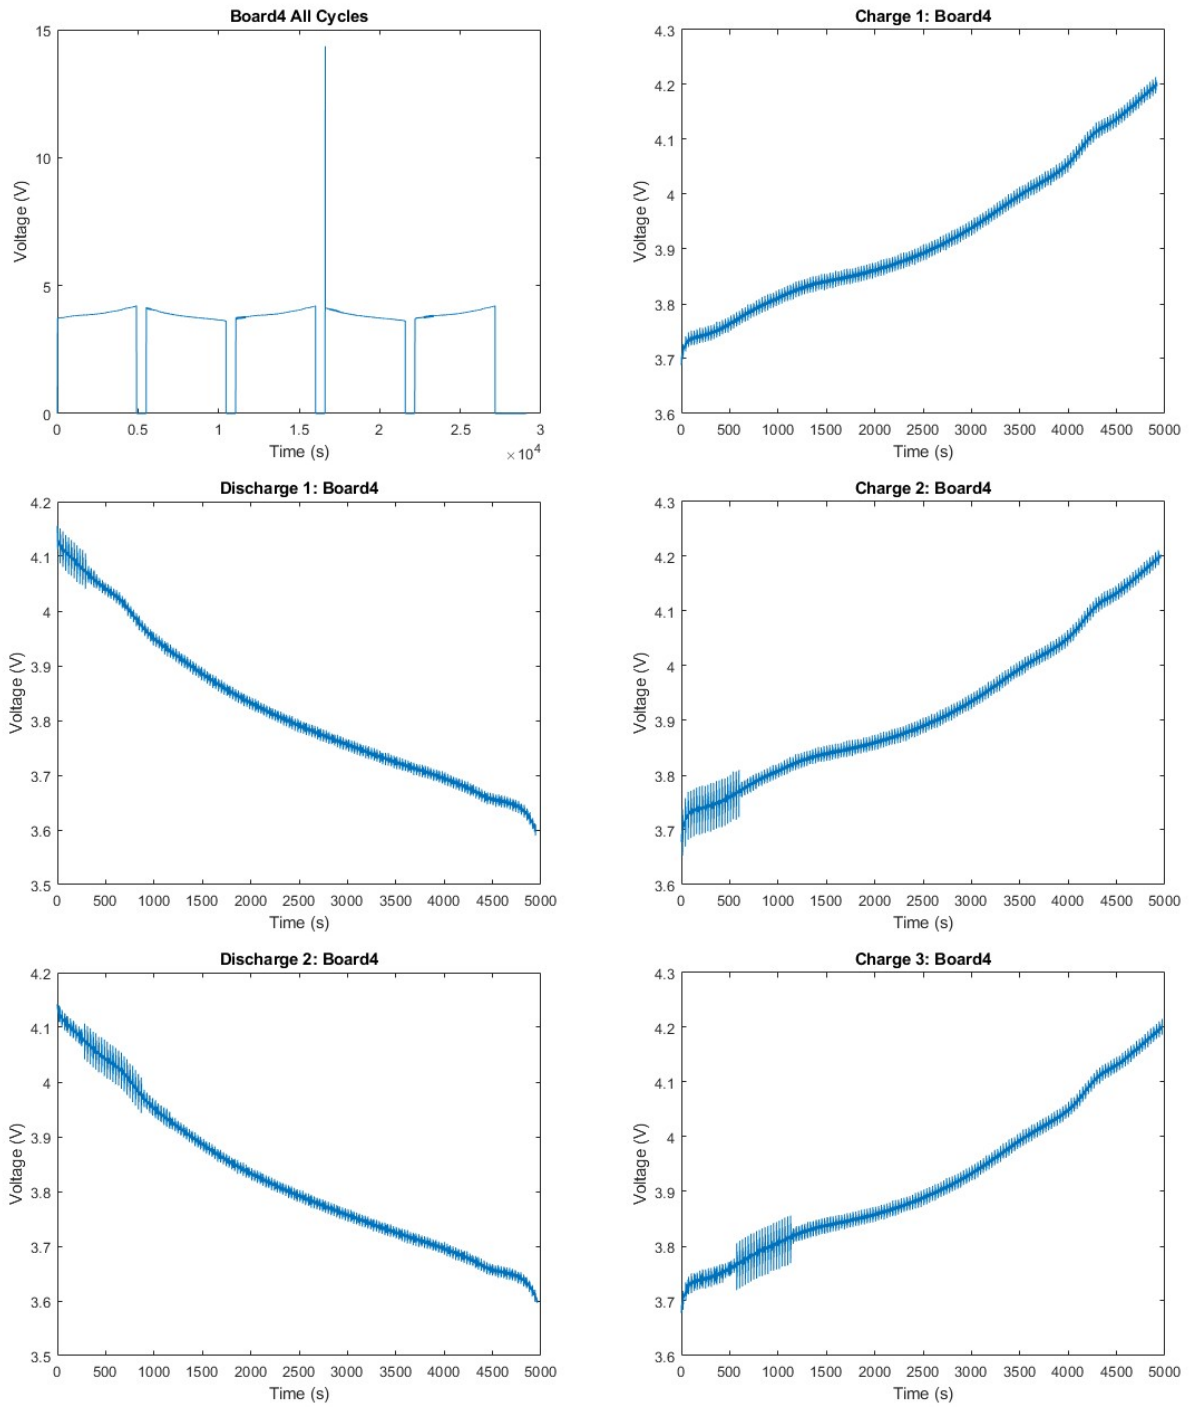 Board4 All Cycles
15
10
5
0
Voltage (V)
0 0.5 1 1.5 2 2.5 3
Time (s)
×10^4
Charge 1: Board4
4.3
4.2
4.1
4
3.9
3.8
3.7
3.6
Voltage (V)
0 500 1000 1500 2000 2500 3000 3500 4000 4500 5000
Time (s)
Discharge 1: Board4
4.2
4.1
4
3.9
3.8
3.7
3.6
3.5
Voltage (V)
0 500 1000 1500 2000 2500 3000 3500 4000 4500 5000
Time (s)
Charge 2: Board4
4.3
4.2
4.1
4
3.9
3.8
3.7
3.6
Voltage (V)
0 500 1000 1500 2000 2500 3000 3500 4000 4500 5000
Time (s)
Discharge 2: Board4
4.2
4.1
4
3.9
3.8
3.7
3.6
3.5
Voltage (V)
0 500 1000 1500 2000 2500 3000 3500 4000 4500 5000
Time (s)
Charge 3: Board4
4.3
4.2
4.1
4
3.9
3.8
3.7
3.6
Voltage (V)
0 500 1000 1500 2000 2500 3000 3500 4000 4500 5000
Time (s)